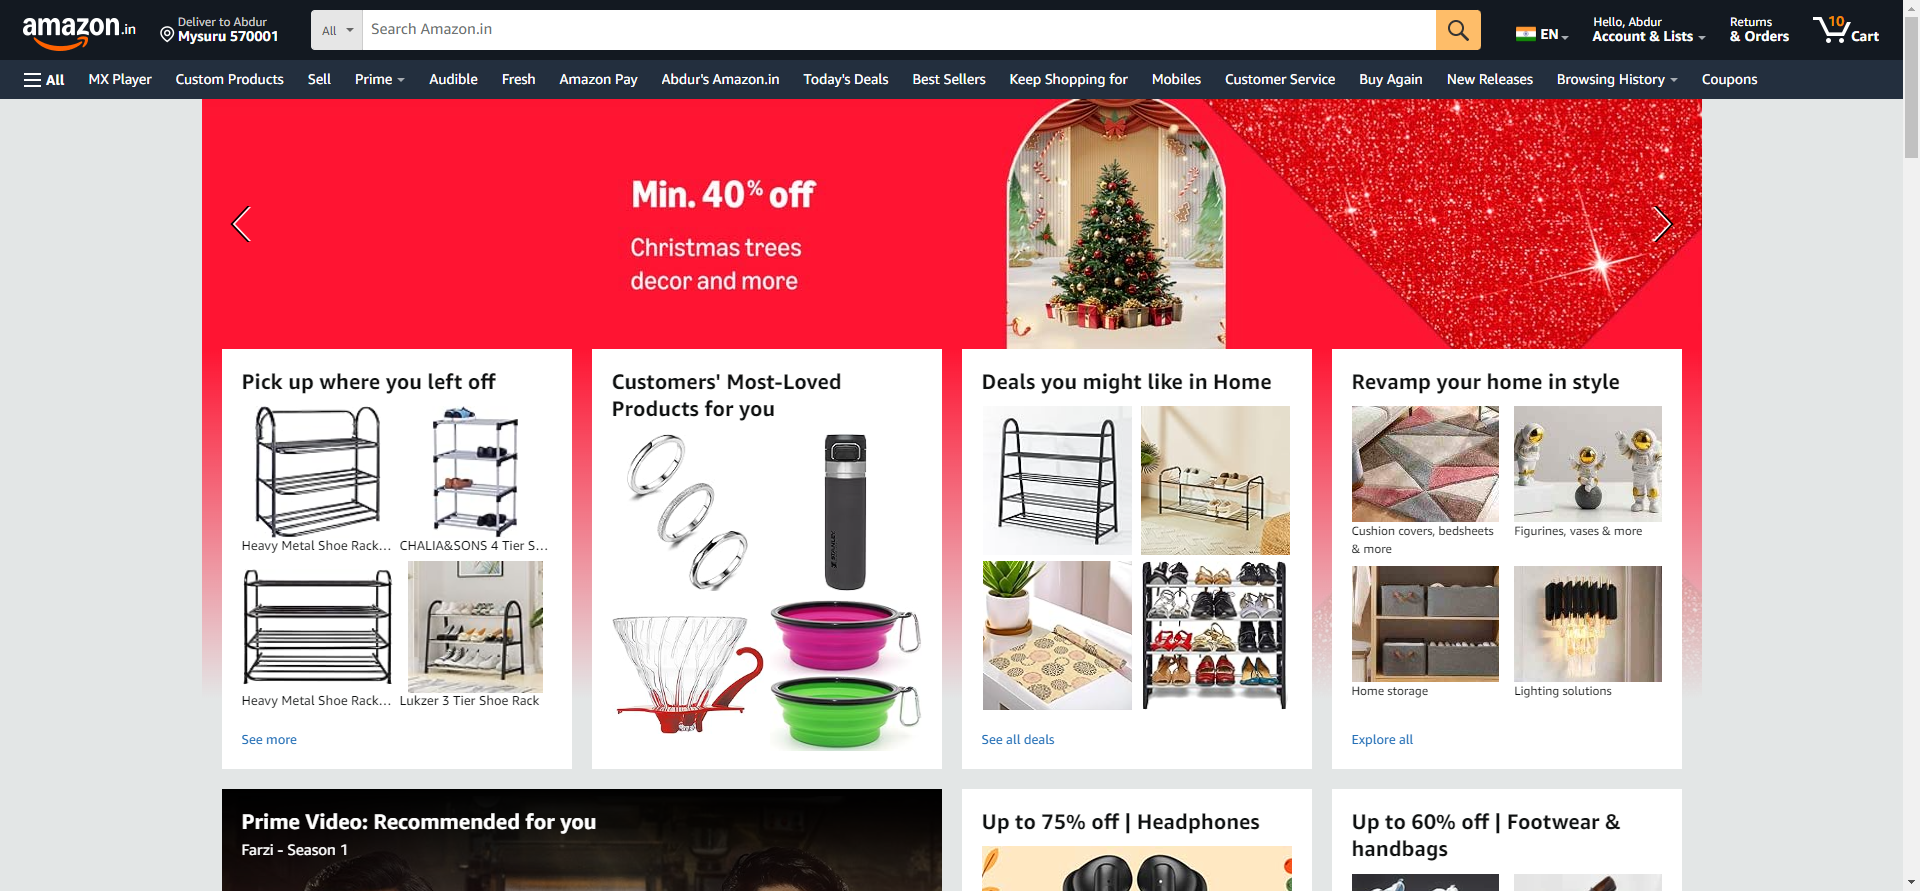 amazon.in
Deliver to Abdur
Mysuru 570001
All
Search Amazon.in
EN
Hello, Abdur
Account & Lists
Returns
& Orders
10
Cart
All
MX Player
Custom Products
Sell
Prime
Audible
Fresh
Amazon Pay
Abdur's Amazon.in
Today's Deals
Best Sellers
Keep Shopping for
Mobiles
Customer Service
Buy Again
New Releases
Browsing History
Coupons
Min. 40% off
Christmas trees
decor and more
Pick up where you left off
Heavy Metal Shoe Rack...
CHALIA&SONS 4 Tier S...
Heavy Metal Shoe Rack...
Lukzer 3 Tier Shoe Rack
See more
Customers' Most-Loved
Products for you
STANLEY
Deals you might like in Home
See all deals
Revamp your home in style
Cushion covers, bedsheets
& more
Figurines, vases & more
Home storage
Lighting solutions
Explore all
Prime Video: Recommended for you
Farzi - Season 1
Up to 75% off | Headphones
Up to 60% off | Footwear &
handbags